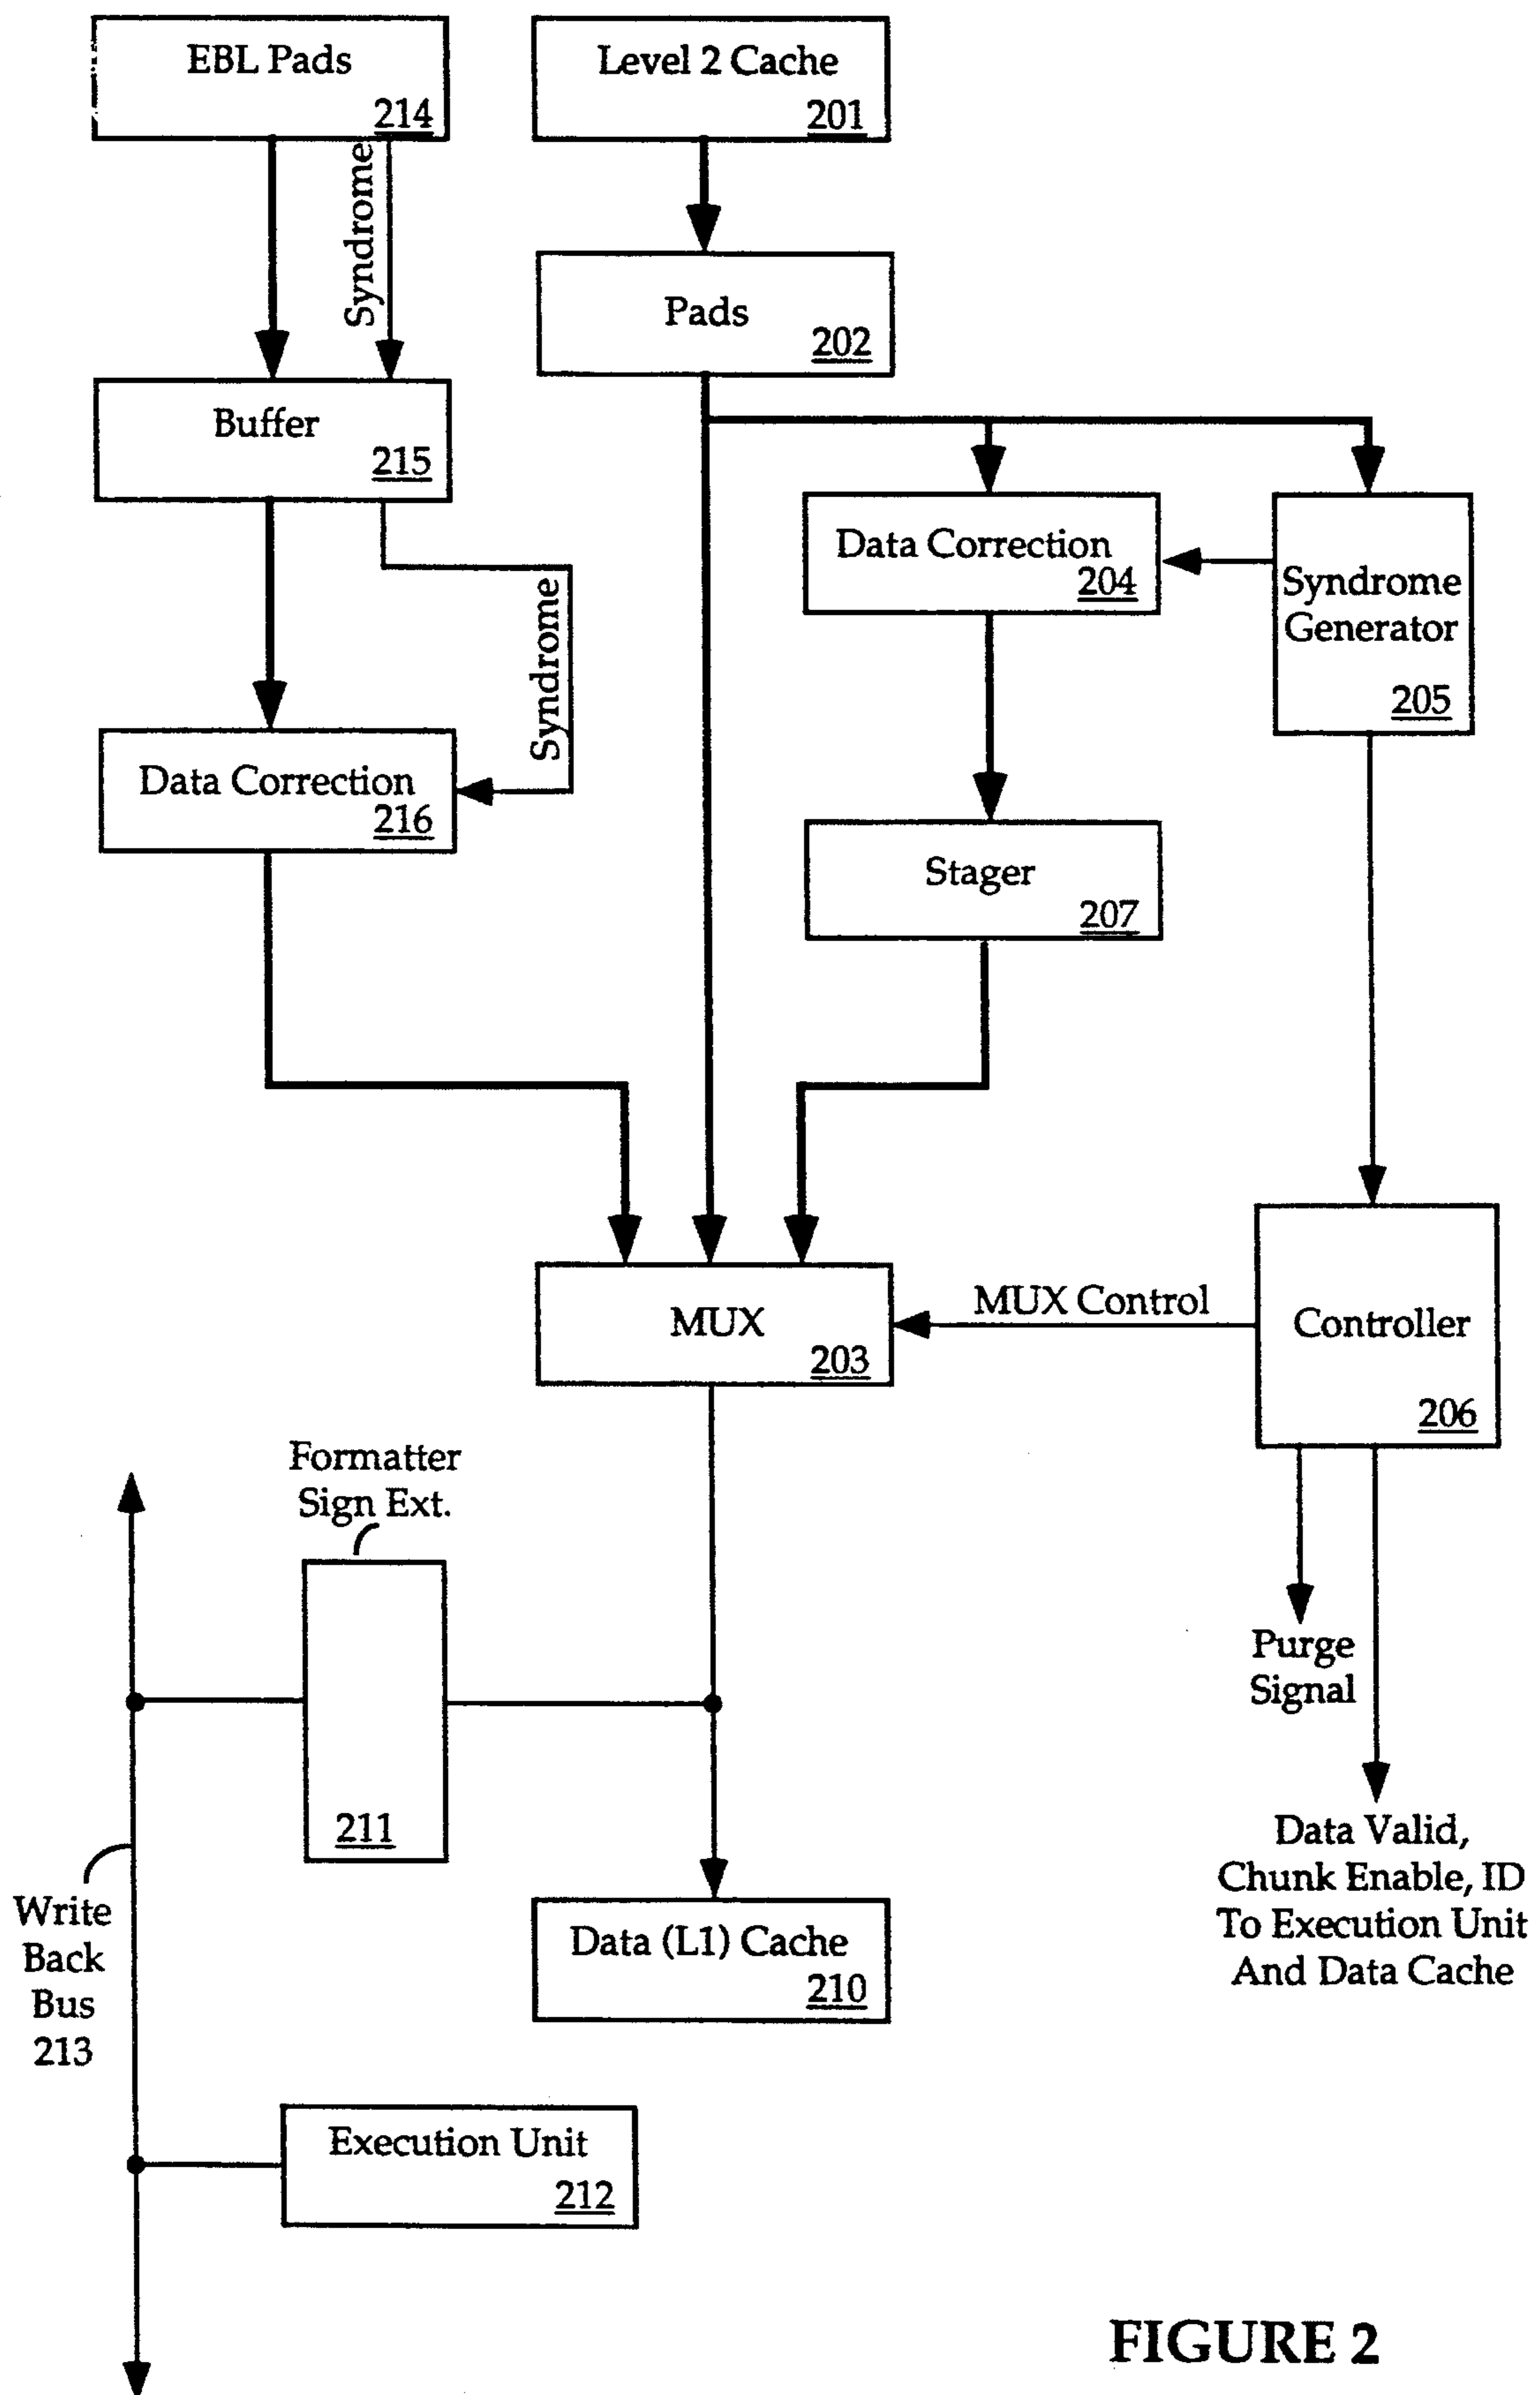 EBL Pads
214
Level 2 Cache
201
Syndrome
Pads
202
Buffer
215
Data Correction
204
Syndrome
Generator
205
Syndrome
Data Correction
216
Stager
207
MUX
203
MUX Control
Controller
206
Formatter
Sign Ext.
211
Purge
Signal
Data Valid,
Chunk Enable, ID
To Execution Unit
And Data Cache
Write
Back
Bus
213
Data (L1) Cache
210
Execution Unit
212
FIGURE 2